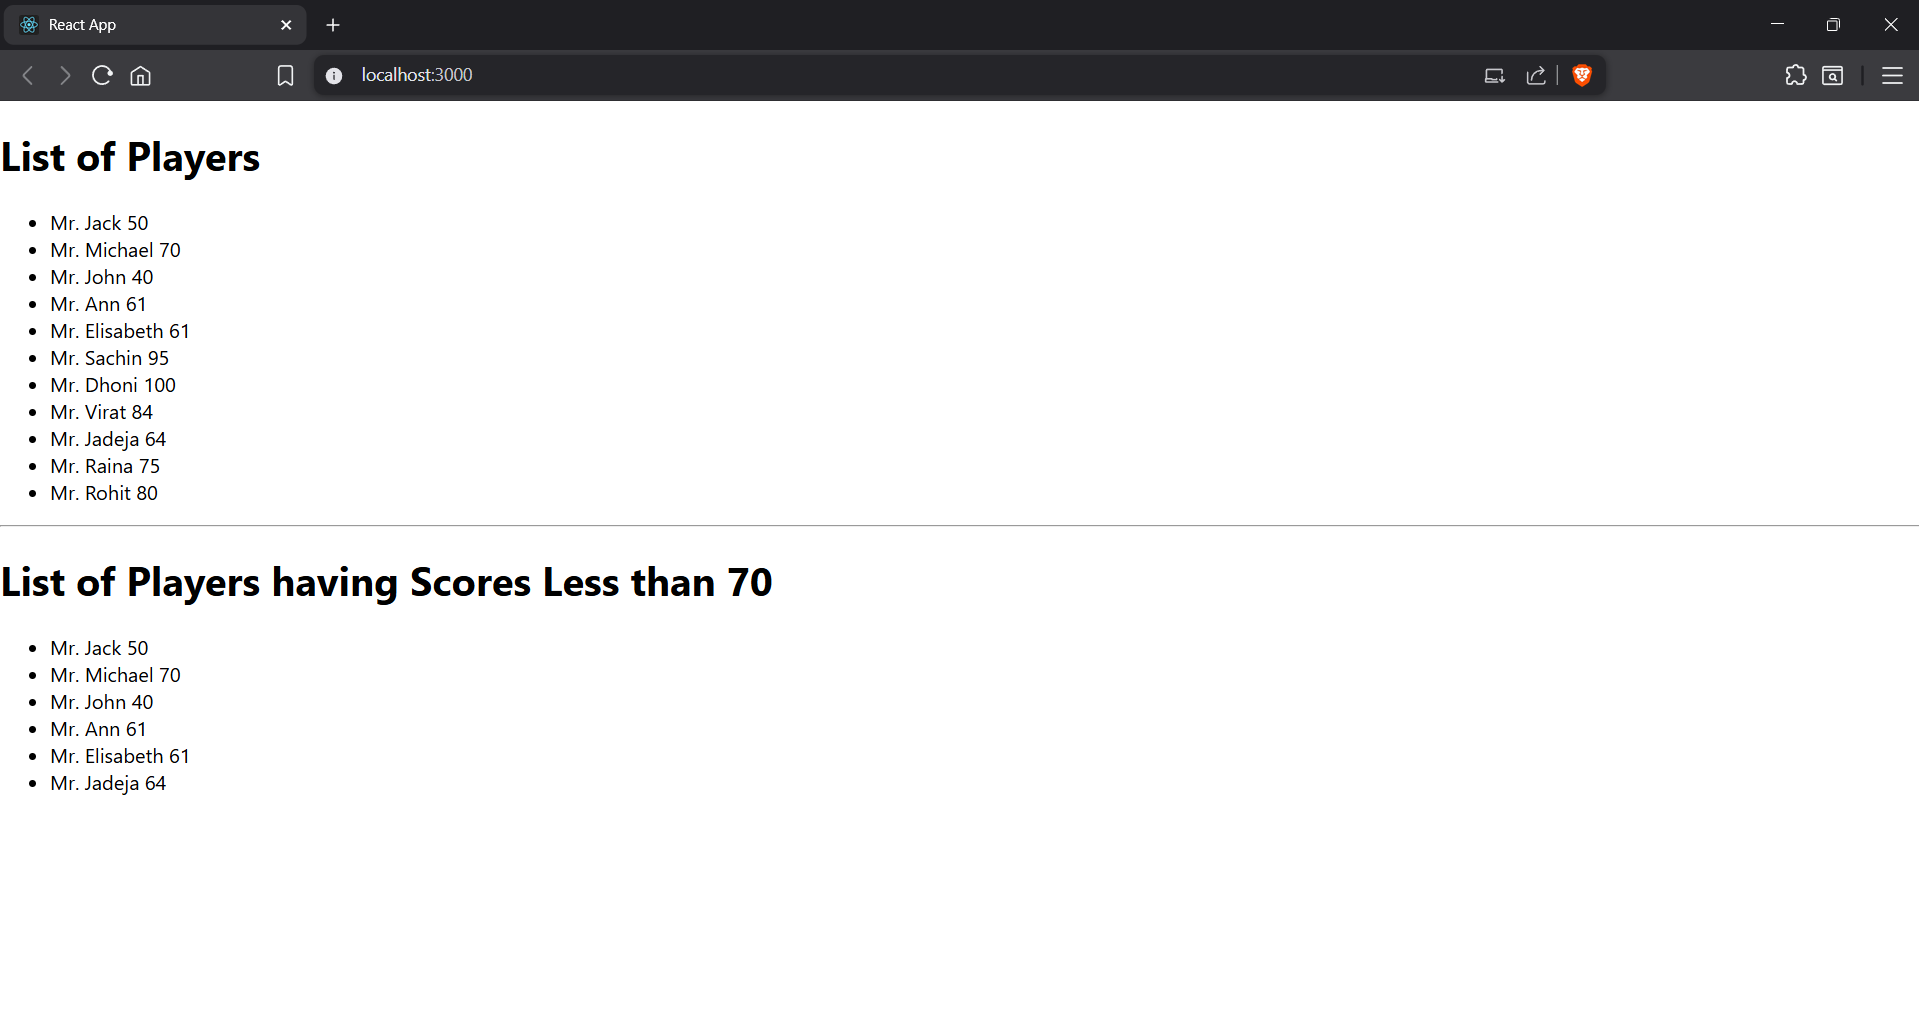 React App
localhost:3000
List of Players
Mr. Jack 50
Mr. Michael 70
Mr. John 40
Mr. Ann 61
Mr. Elisabeth 61
Mr. Sachin 95
Mr. Dhoni 100
Mr. Virat 84
Mr. Jadeja 64
Mr. Raina 75
Mr. Rohit 80
List of Players having Scores Less than 70
Mr. Jack 50
Mr. Michael 70
Mr. John 40
Mr. Ann 61
Mr. Elisabeth 61
Mr. Jadeja 64